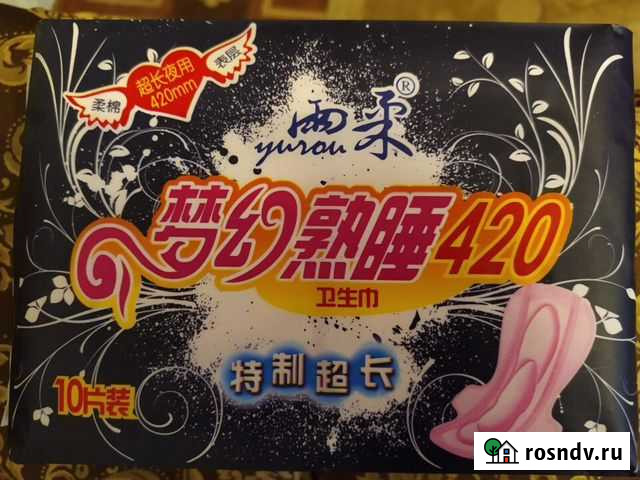 柔棉
超长夜用
420mm
表层
雨柔®
yurou
梦幻熟睡420
卫生巾
特制超长
10片装
rosndv.ru